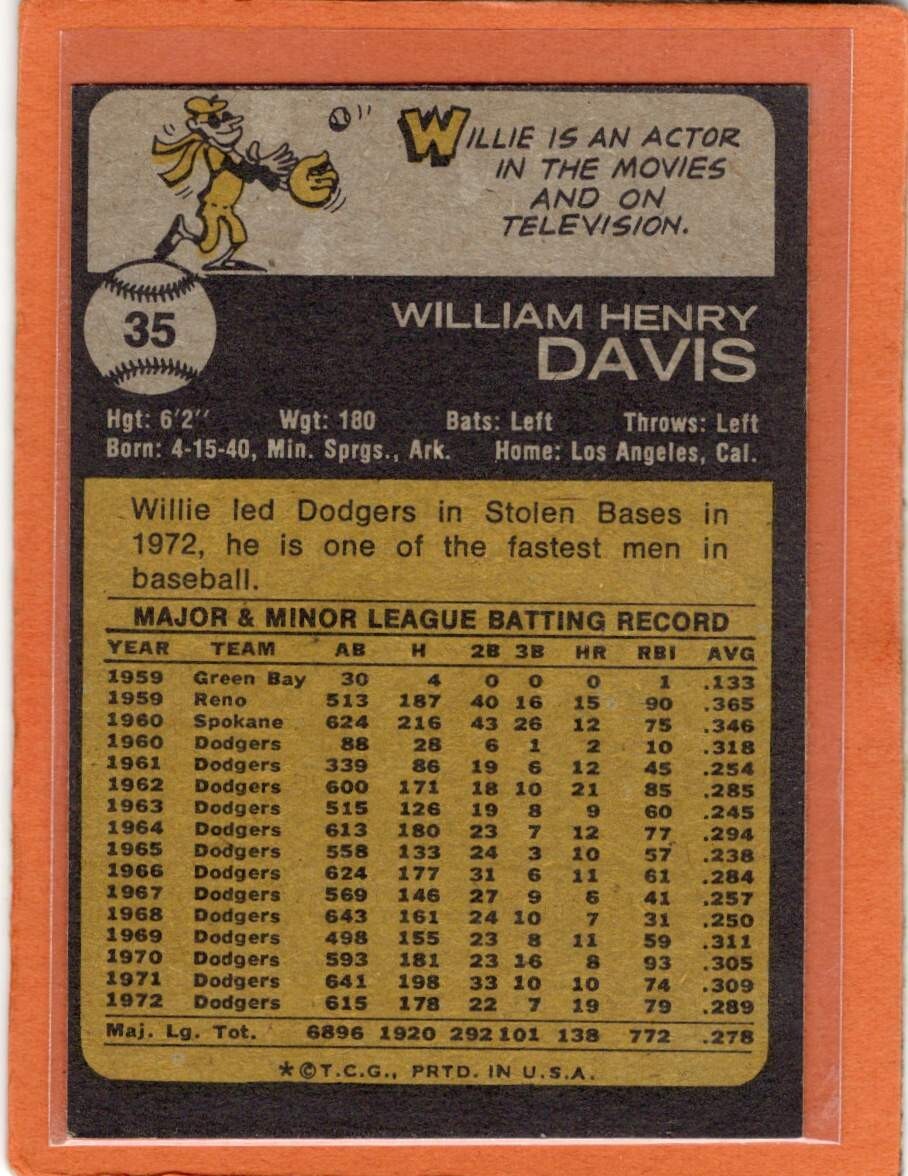 WILLIE IS AN ACTOR
IN THE MOVIES
AND ON
TELEVISION.
35
WILLIAM HENRY
DAVIS
Hgt: 6'2" Wgt: 180 Bats: Left Throws: Left
Born: 4-15-40, Min. Sprgs., Ark. Home: Los Angeles, Cal.
Willie led Dodgers in Stolen Bases in
1972, he is one of the fastest men in
baseball.
MAJOR & MINOR LEAGUE BATTING RECORD
YEAR TEAM AB H 2B 3B HR RBI AVG
1959 Green Bay 30 4 0 0 0 1 .133
1959 Reno 513 187 40 16 15 90 .365
1960 Spokane 624 216 43 26 12 75 .346
1960 Dodgers 88 28 6 1 2 10 .318
1961 Dodgers 339 86 19 6 12 45 .254
1962 Dodgers 600 171 18 10 21 85 .285
1963 Dodgers 515 126 19 8 9 60 .245
1964 Dodgers 613 180 23 7 12 77 .294
1965 Dodgers 558 133 24 3 10 57 .238
1966 Dodgers 624 177 31 6 11 61 .284
1967 Dodgers 569 146 27 9 6 41 .257
1968 Dodgers 643 161 24 10 7 31 .250
1969 Dodgers 498 155 23 8 11 59 .311
1970 Dodgers 593 181 23 16 8 93 .305
1971 Dodgers 641 198 33 10 10 74 .309
1972 Dodgers 615 178 22 7 19 79 .289
Maj. Lg. Tot. 6896 1920 292 101 138 772 .278
*©T.C.G., PRTD. IN U.S.A.